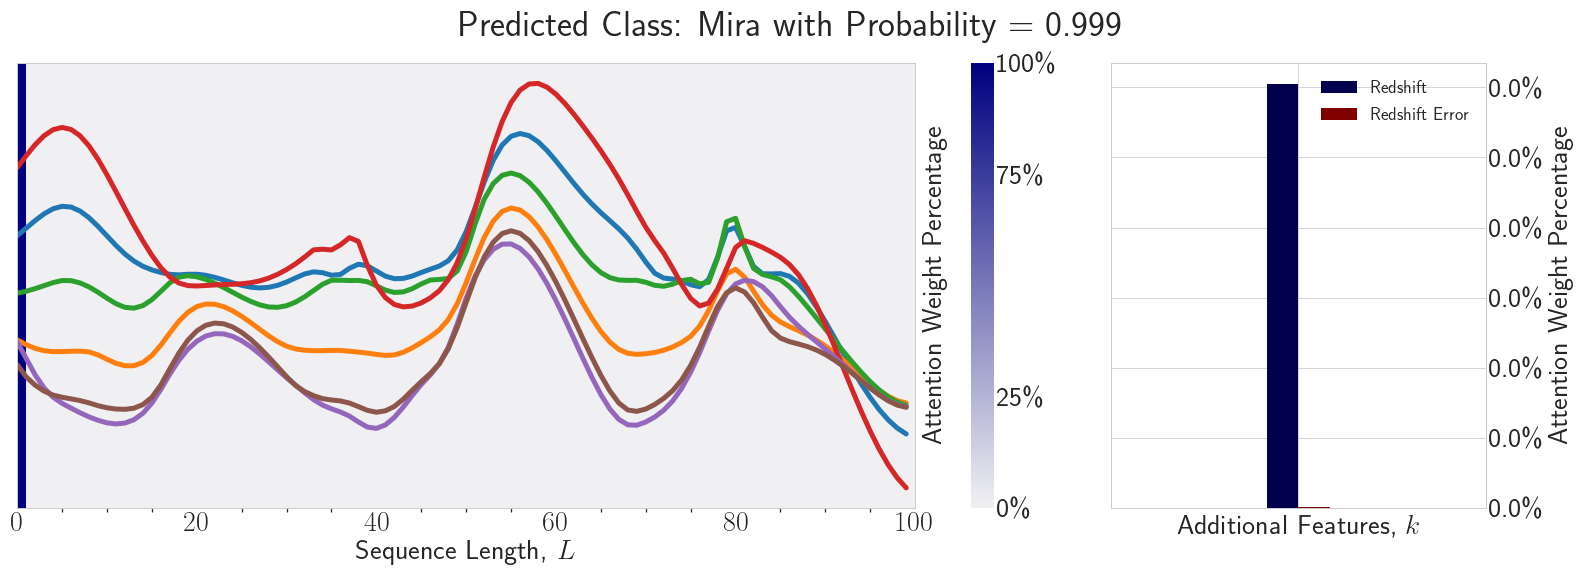 Predicted Class: Mira with Probability = 0.999
0
20
40
60
80
100
Sequence Length, L
Attention Weight Percentage
100%
75%
25%
0%
Redshift
Redshift Error
0.0%
0.0%
0.0%
0.0%
0.0%
0.0%
0.0%
Attention Weight Percentage
Additional Features, k